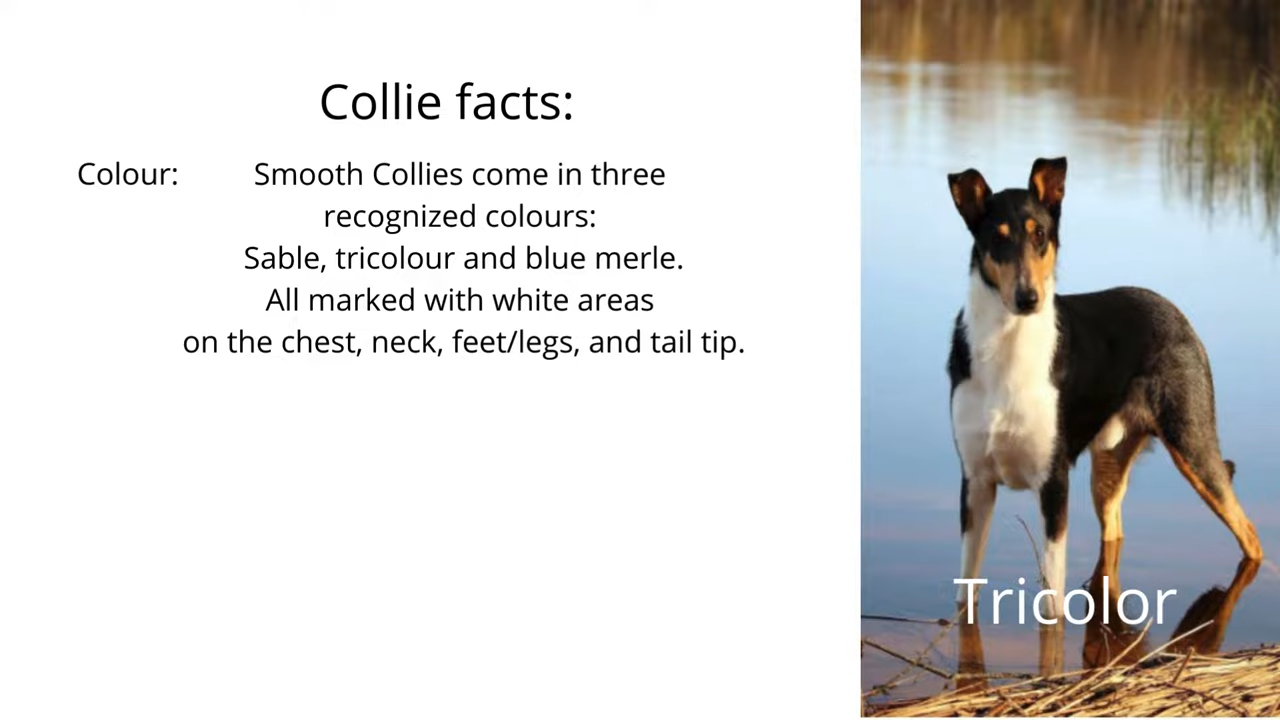 Collie facts:
Colour: Smooth Collies come in three
recognized colours:
Sable, tricolour and blue merle.
All marked with white areas
on the chest, neck, feet/legs, and tail tip.
Tricolor